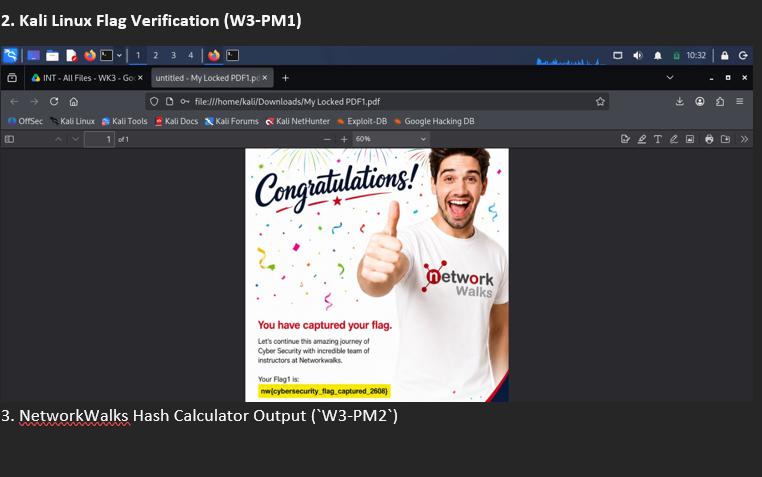 2. Kali Linux Flag Verification (W3-PM1)
1 2 3 4 10:32
INT - All Files - WK3 - Go untitled - My Locked PDF1.pd
file:///home/kali/Downloads/My Locked PDF1.pdf
OffSec Kali Linux Kali Tools Kali Docs Kali Forums Kali NetHunter Exploit-DB Google Hacking DB
1 of 1 60%
Congratulations!
network
Walks
You have captured your flag.
Let's continue this amazing journey of
Cyber Security with incredible team of
instructors at Networkwalks.
Your Flag1 is:
nw{cybersecurity_flag_captured_2608}
3. NetworkWalks Hash Calculator Output (`W3-PM2`)